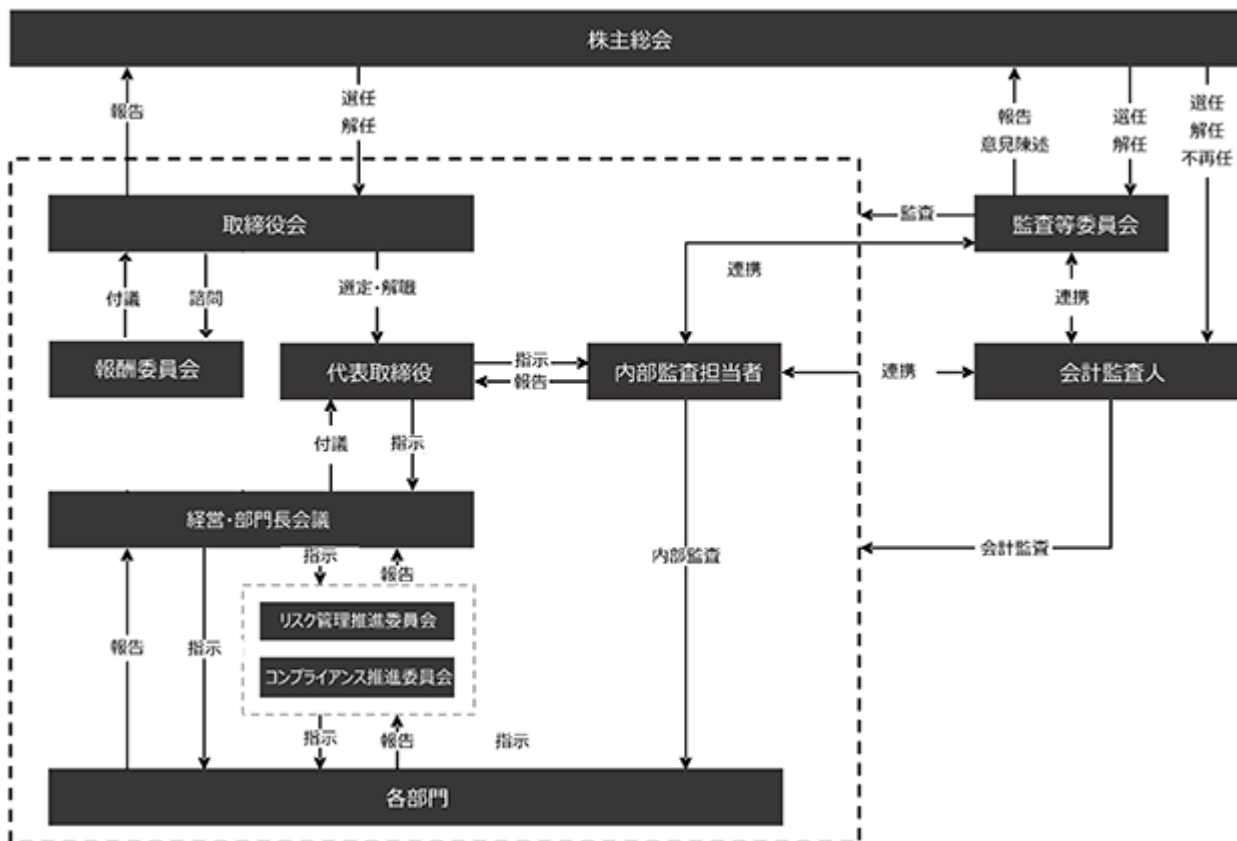 株主総会
報告
選任
解任
報告
意見陳述
選任
解任
選任
解任
不再任
取締役会
監査
監査等委員会
付議
諮問
選定・解職
連携
連携
報酬委員会
代表取締役
指示
報告
内部監査担当者
連携
会計監査人
付議
指示
経営・部門長会議
指示
報告
内部監査
会計監査
リスク管理推進委員会
報告
指示
コンプライアンス推進委員会
指示
報告
指示
各部門